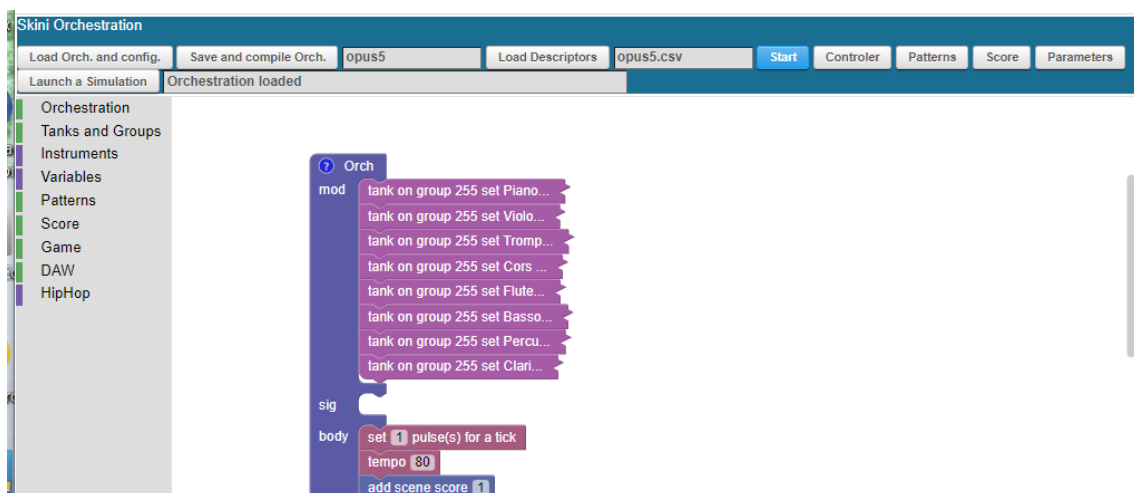 Skini Orchestration
Load Orch. and config. Save and compile Orch. opus5 Load Descriptors opus5.csv Start Controler Patterns Score Parameters
Launch a Simulation Orchestration loaded
Orchestration
Tanks and Groups
Instruments
Variables
Patterns
Score
Game
DAW
HipHop
? Orch
mod tank on group 255 set Piano...
tank on group 255 set Violo...
tank on group 255 set Tromp...
tank on group 255 set Cors ...
tank on group 255 set Flute...
tank on group 255 set Basso...
tank on group 255 set Percu...
tank on group 255 set Clari...
sig
body set 1 pulse(s) for a tick
tempo 80
add scene score 1